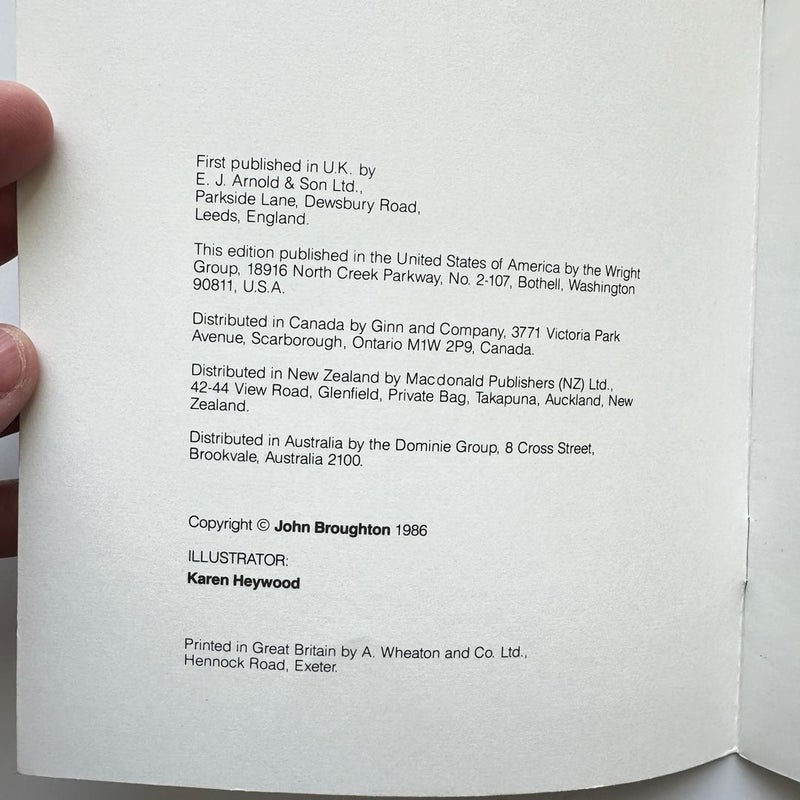 First published in U.K. by
E. J. Arnold & Son Ltd.,
Parkside Lane, Dewsbury Road,
Leeds, England.
This edition published in the United States of America by the Wright
Group, 18916 North Creek Parkway, No. 2-107, Bothell, Washington
90811, U.S.A.
Distributed in Canada by Ginn and Company, 3771 Victoria Park
Avenue, Scarborough, Ontario M1W 2P9, Canada.
Distributed in New Zealand by Macdonald Publishers (NZ) Ltd.,
42-44 View Road, Glenfield, Private Bag, Takapuna, Auckland, New
Zealand.
Distributed in Australia by the Dominie Group, 8 Cross Street,
Brookvale, Australia 2100.
Copyright © John Broughton 1986
ILLUSTRATOR:
Karen Heywood
Printed in Great Britain by A. Wheaton and Co. Ltd.,
Hennock Road, Exeter.